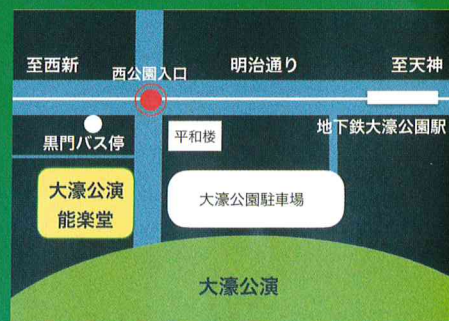 至西新
西公園入口
明治通り
至天神
黒門バス停
平和楼
地下鉄大濠公園駅
大濠公演
能楽堂
大濠公園駐車場
大濠公演